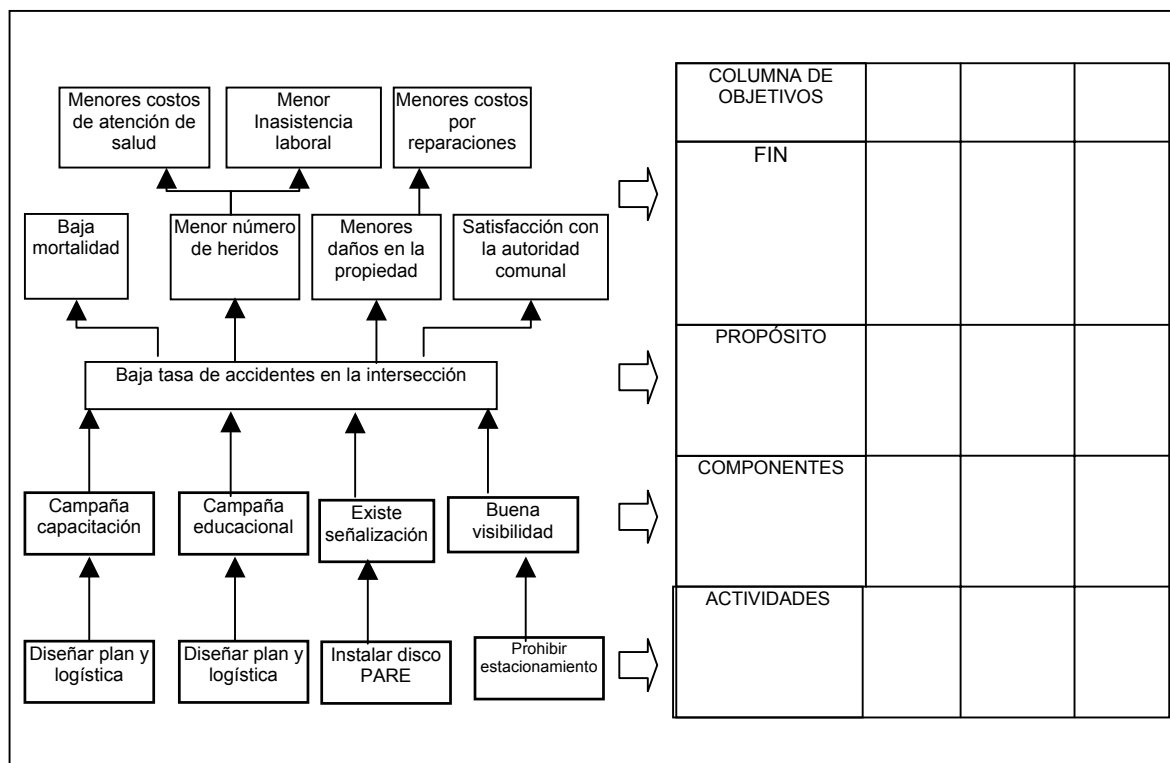 Menores costos
de atención de
salud
Menor
Inasistencia
laboral
Menores costos
por
reparaciones
Baja
mortalidad
Menor número
de heridos
Menores
daños en la
propiedad
Satisfacción con
la autoridad
comunal
Baja tasa de accidentes en la intersección
Campaña
capacitación
Campaña
educacional
Existe
señalización
Buena
visibilidad
Diseñar plan y
logística
Diseñar plan y
logística
Instalar disco
PARE
Prohibir
estacionamiento
COLUMNA DE
OBJETIVOS
FIN
PROPÓSITO
COMPONENTES
ACTIVIDADES